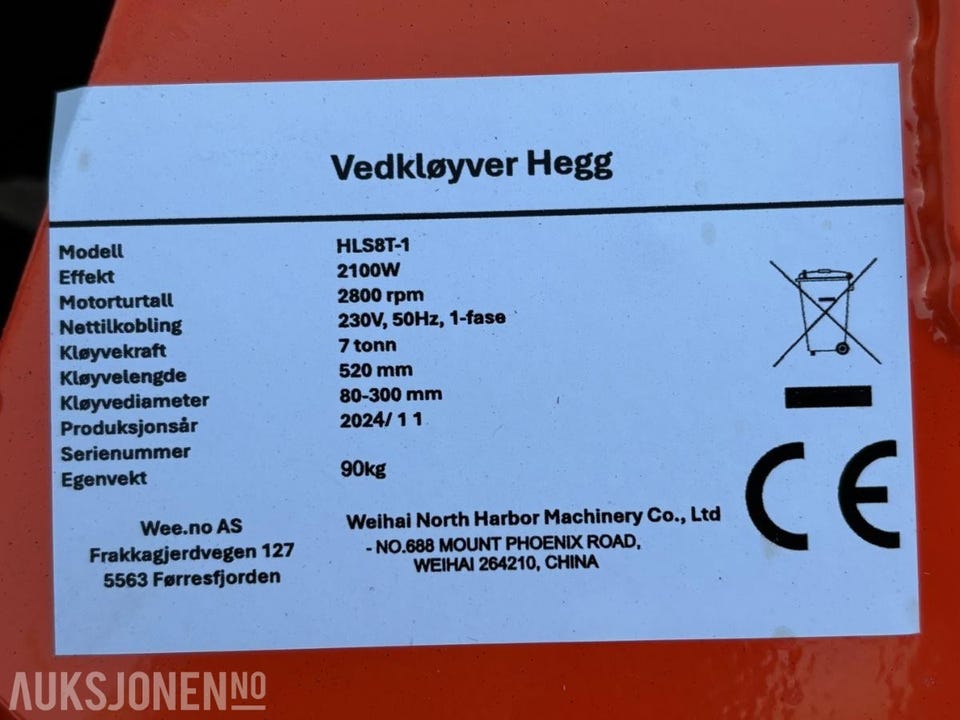 Vedkløyver Hegg
Modell HLS8T-1
Effekt 2100W
Motorturtall 2800 rpm
Nettilkobling 230V, 50Hz, 1-fase
Kløyvekraft 7 tonn
Kløyvelengde 520 mm
Kløyvediameter 80-300 mm
Produksjonsår 2024/ 1 1
Serienummer
Egenvekt 90kg
Wee.no AS
Frakkagjerdvegen 127
5563 Førresfjorden
Weihai North Harbor Machinery Co., Ltd
- NO.688 MOUNT PHOENIX ROAD,
WEIHAI 264210, CHINA
CE
AUKSJONEN NO